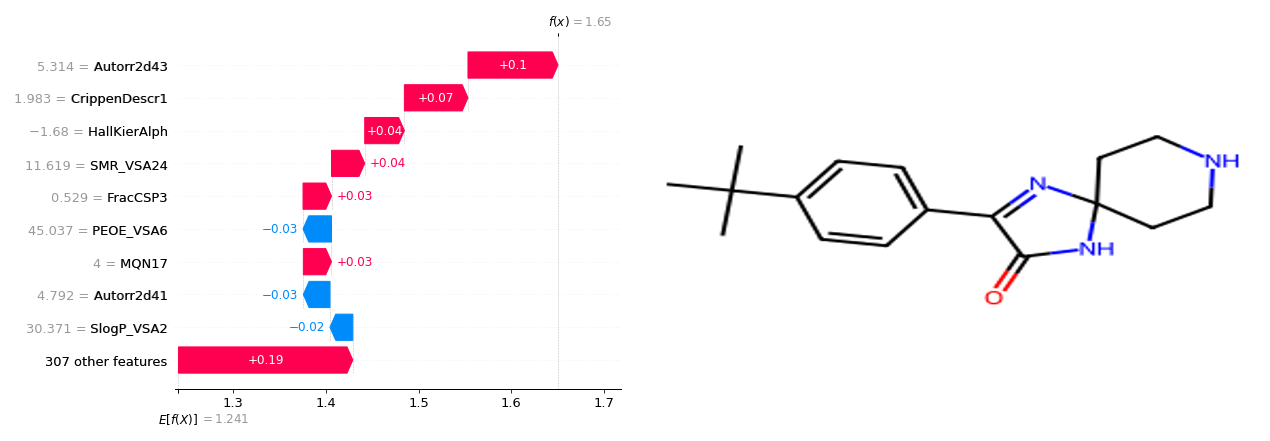 f(x) = 1.65
5.314 = Autorr2d43 +0.1
1.983 = CrippenDescr1 +0.07
−1.68 = HallKierAlph +0.04
11.619 = SMR_VSA24 +0.04
0.529 = FracCSP3 +0.03
45.037 = PEOE_VSA6 −0.03
4 = MQN17 +0.03
4.792 = Autorr2d41 −0.03
30.371 = SlogP_VSA2 −0.02
307 other features +0.19
1.3 1.4 1.5 1.6 1.7
E[f(X)] = 1.241
NH
N
NH
O